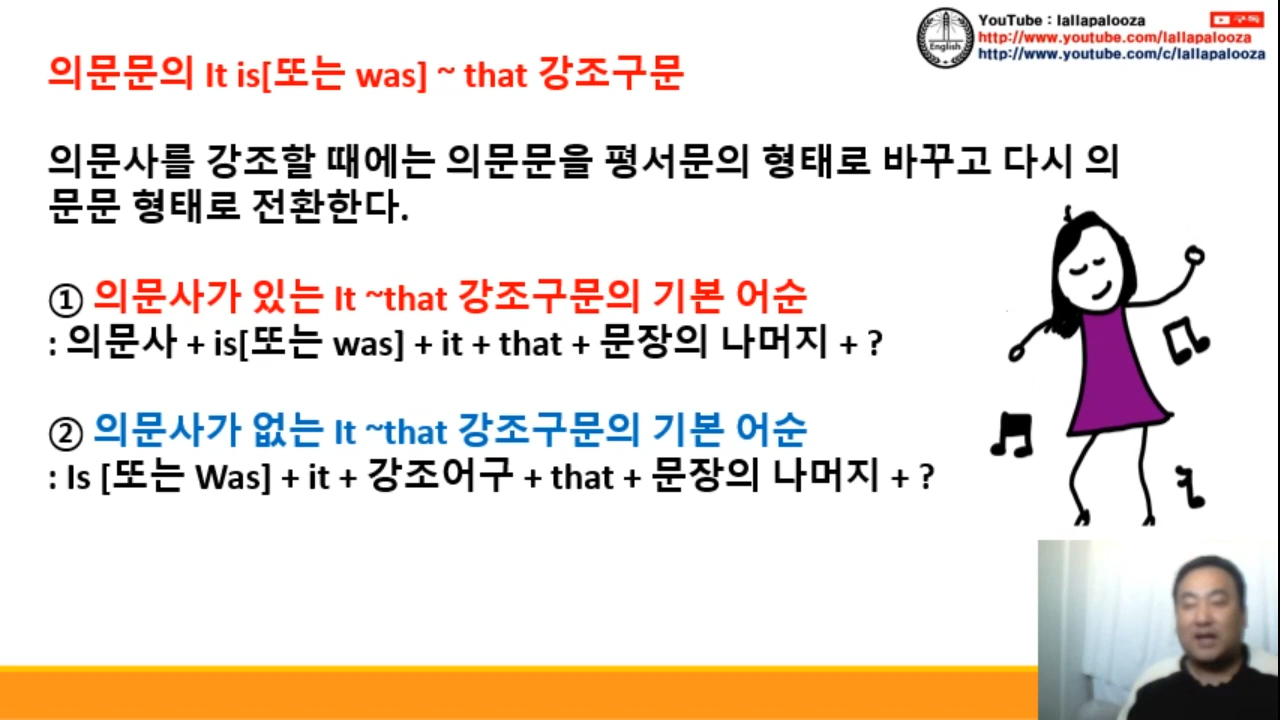 YouTube : lallapalooza
구독
http://www.youtube.com/lallapalooza
English
http://www.youtube.com/c/lallapalooza
의문문의 It is[또는 was] ~ that 강조구문
의문사를 강조할 때에는 의문문을 평서문의 형태로 바꾸고 다시 의
문문 형태로 전환한다.
① 의문사가 있는 It ~that 강조구문의 기본 어순
: 의문사 + is[또는 was] + it + that + 문장의 나머지 + ?
② 의문사가 없는 It ~that 강조구문의 기본 어순
: Is [또는 Was] + it + 강조어구 + that + 문장의 나머지 + ?